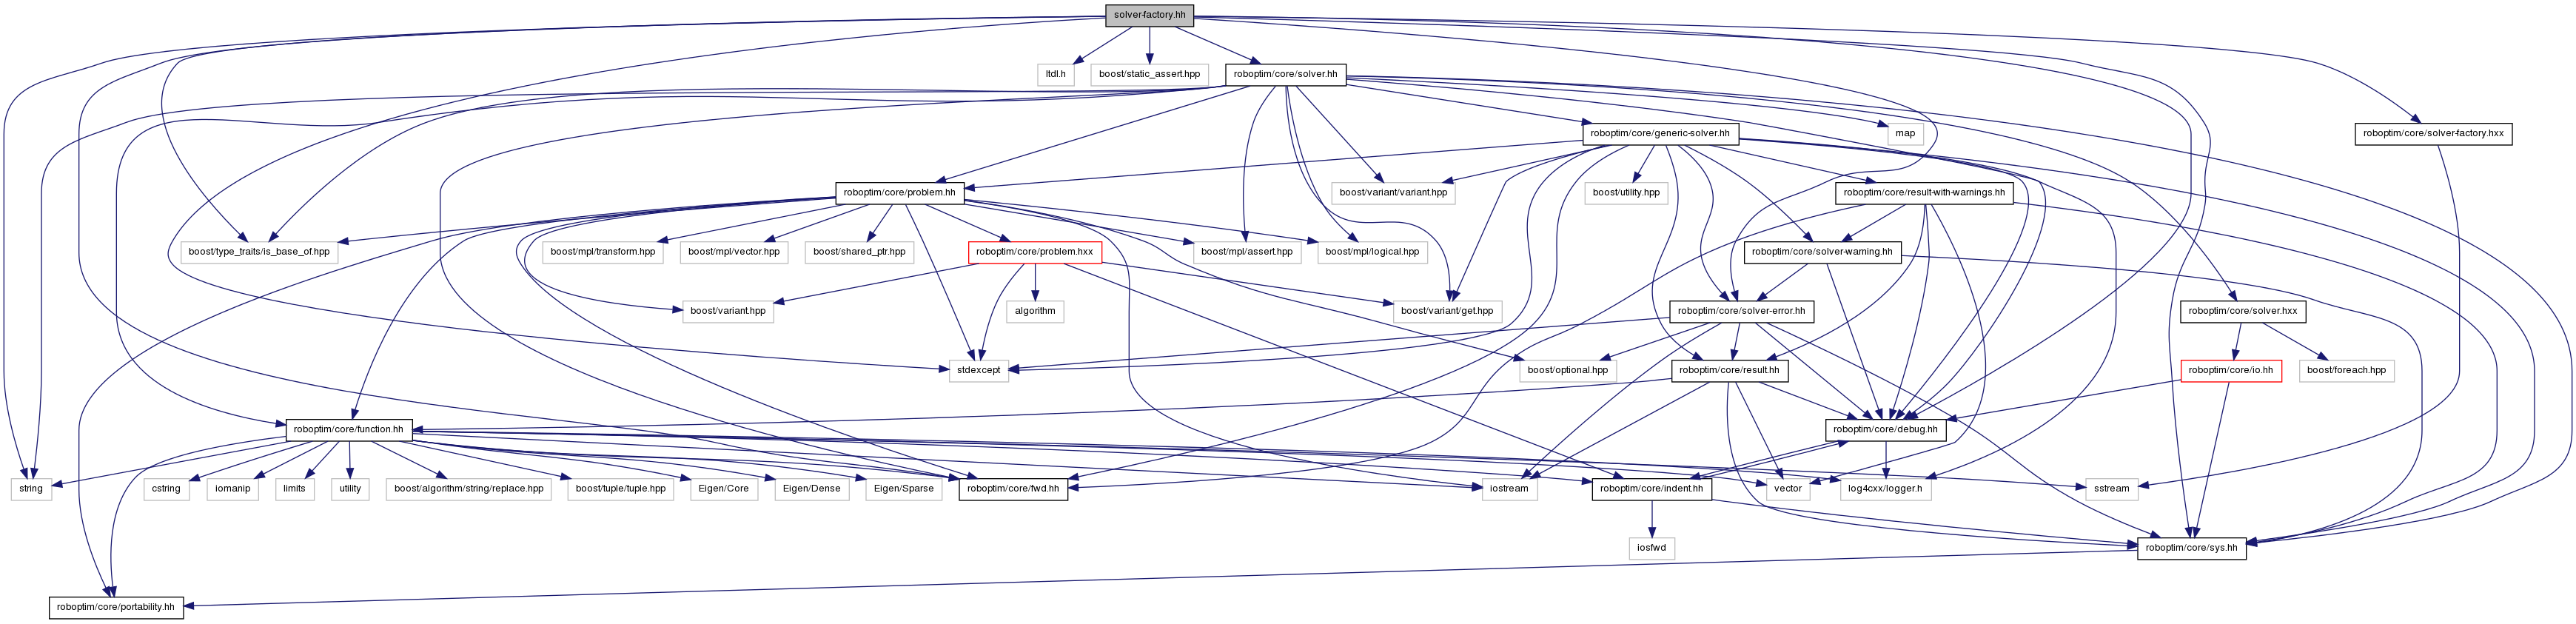 solver-factory.hh
ltdl.h
boost/static_assert.hpp
roboptim/core/solver.hh
roboptim/core/generic-solver.hh
map
roboptim/core/solver-factory.hxx
roboptim/core/problem.hh
boost/variant/variant.hpp
boost/utility.hpp
roboptim/core/result-with-warnings.hh
boost/type_traits/is_base_of.hpp
boost/mpl/transform.hpp
boost/mpl/vector.hpp
boost/shared_ptr.hpp
roboptim/core/problem.hxx
boost/mpl/assert.hpp
boost/mpl/logical.hpp
roboptim/core/solver-warning.hh
boost/variant.hpp
algorithm
boost/variant/get.hpp
roboptim/core/solver-error.hh
roboptim/core/solver.hxx
stdexcept
boost/optional.hpp
roboptim/core/result.hh
roboptim/core/io.hh
boost/foreach.hpp
roboptim/core/function.hh
roboptim/core/debug.hh
string
cstring
iomanip
limits
utility
boost/algorithm/string/replace.hpp
boost/tuple/tuple.hpp
Eigen/Core
Eigen/Dense
Eigen/Sparse
roboptim/core/fwd.hh
iostream
roboptim/core/indent.hh
vector
log4cxx/logger.h
sstream
iosfwd
roboptim/core/sys.hh
roboptim/core/portability.hh